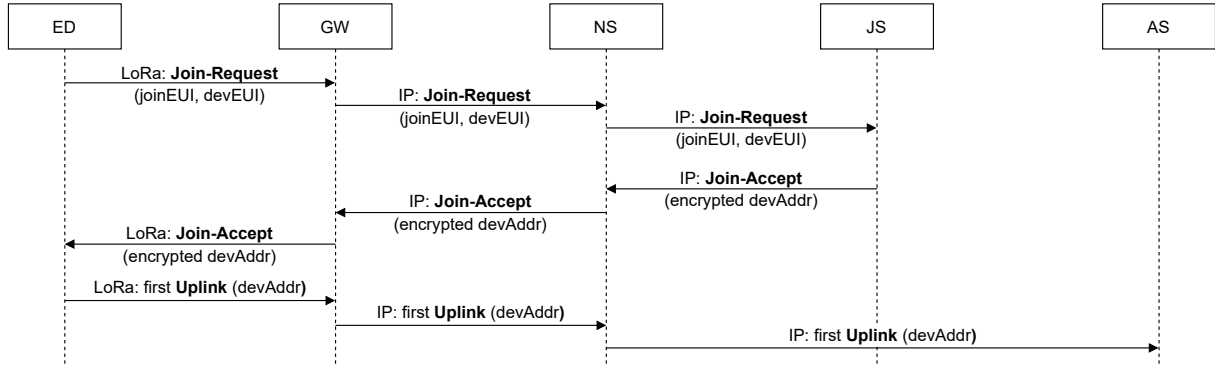 ED
GW
NS
JS
AS
LoRa: Join-Request
(joinEUI, devEUI)
IP: Join-Request
(joinEUI, devEUI)
IP: Join-Request
(joinEUI, devEUI)
IP: Join-Accept
(encrypted devAddr)
IP: Join-Accept
(encrypted devAddr)
LoRa: Join-Accept
(encrypted devAddr)
LoRa: first Uplink (devAddr)
IP: first Uplink (devAddr)
IP: first Uplink (devAddr)